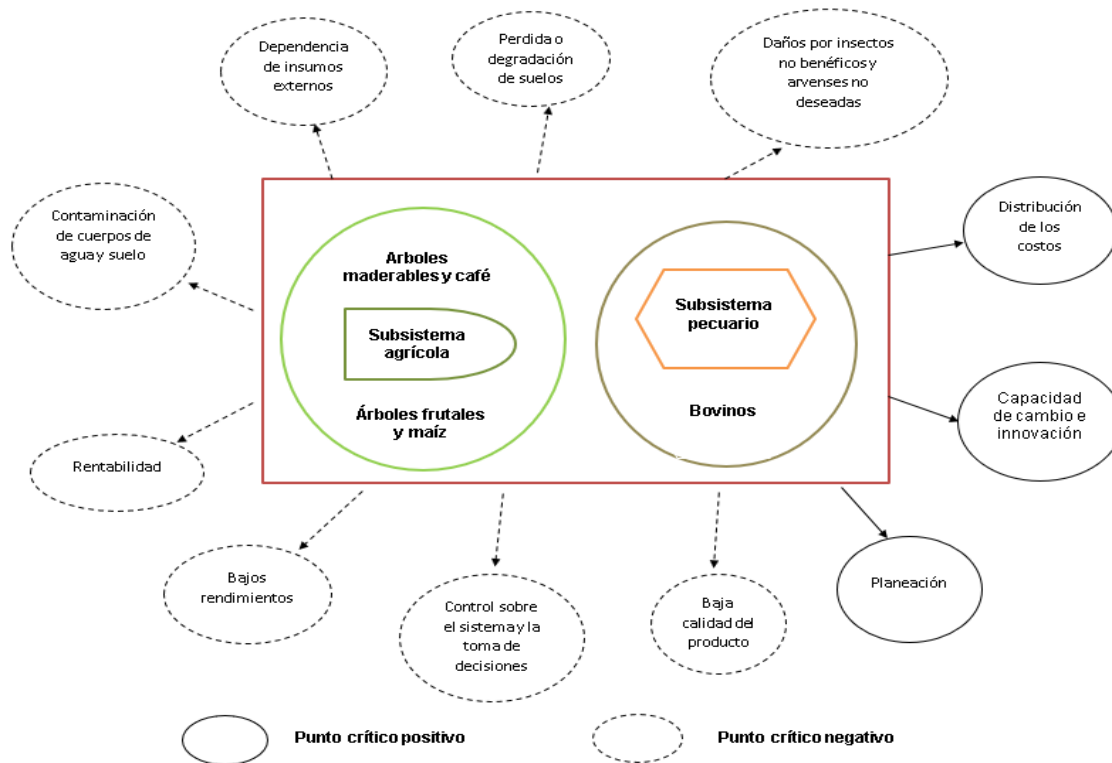 Dependencia
de insumos
externos
Perdida o
degradación
de suelos
Daños por insectos
no benéficos y
arvenses no
deseadas
Contaminación
de cuerpos de
agua y suelo
Distribución
de los
costos
Arboles
maderables y café
Subsistema
agrícola
Árboles frutales
y maíz
Subsistema
pecuario
Bovinos
Capacidad
de cambio e
innovación
Rentabilidad
Bajos
rendimientos
Control sobre
el sistema y la
toma de
decisiones
Baja
calidad del
producto
Planeación
Punto crítico positivo
Punto crítico negativo